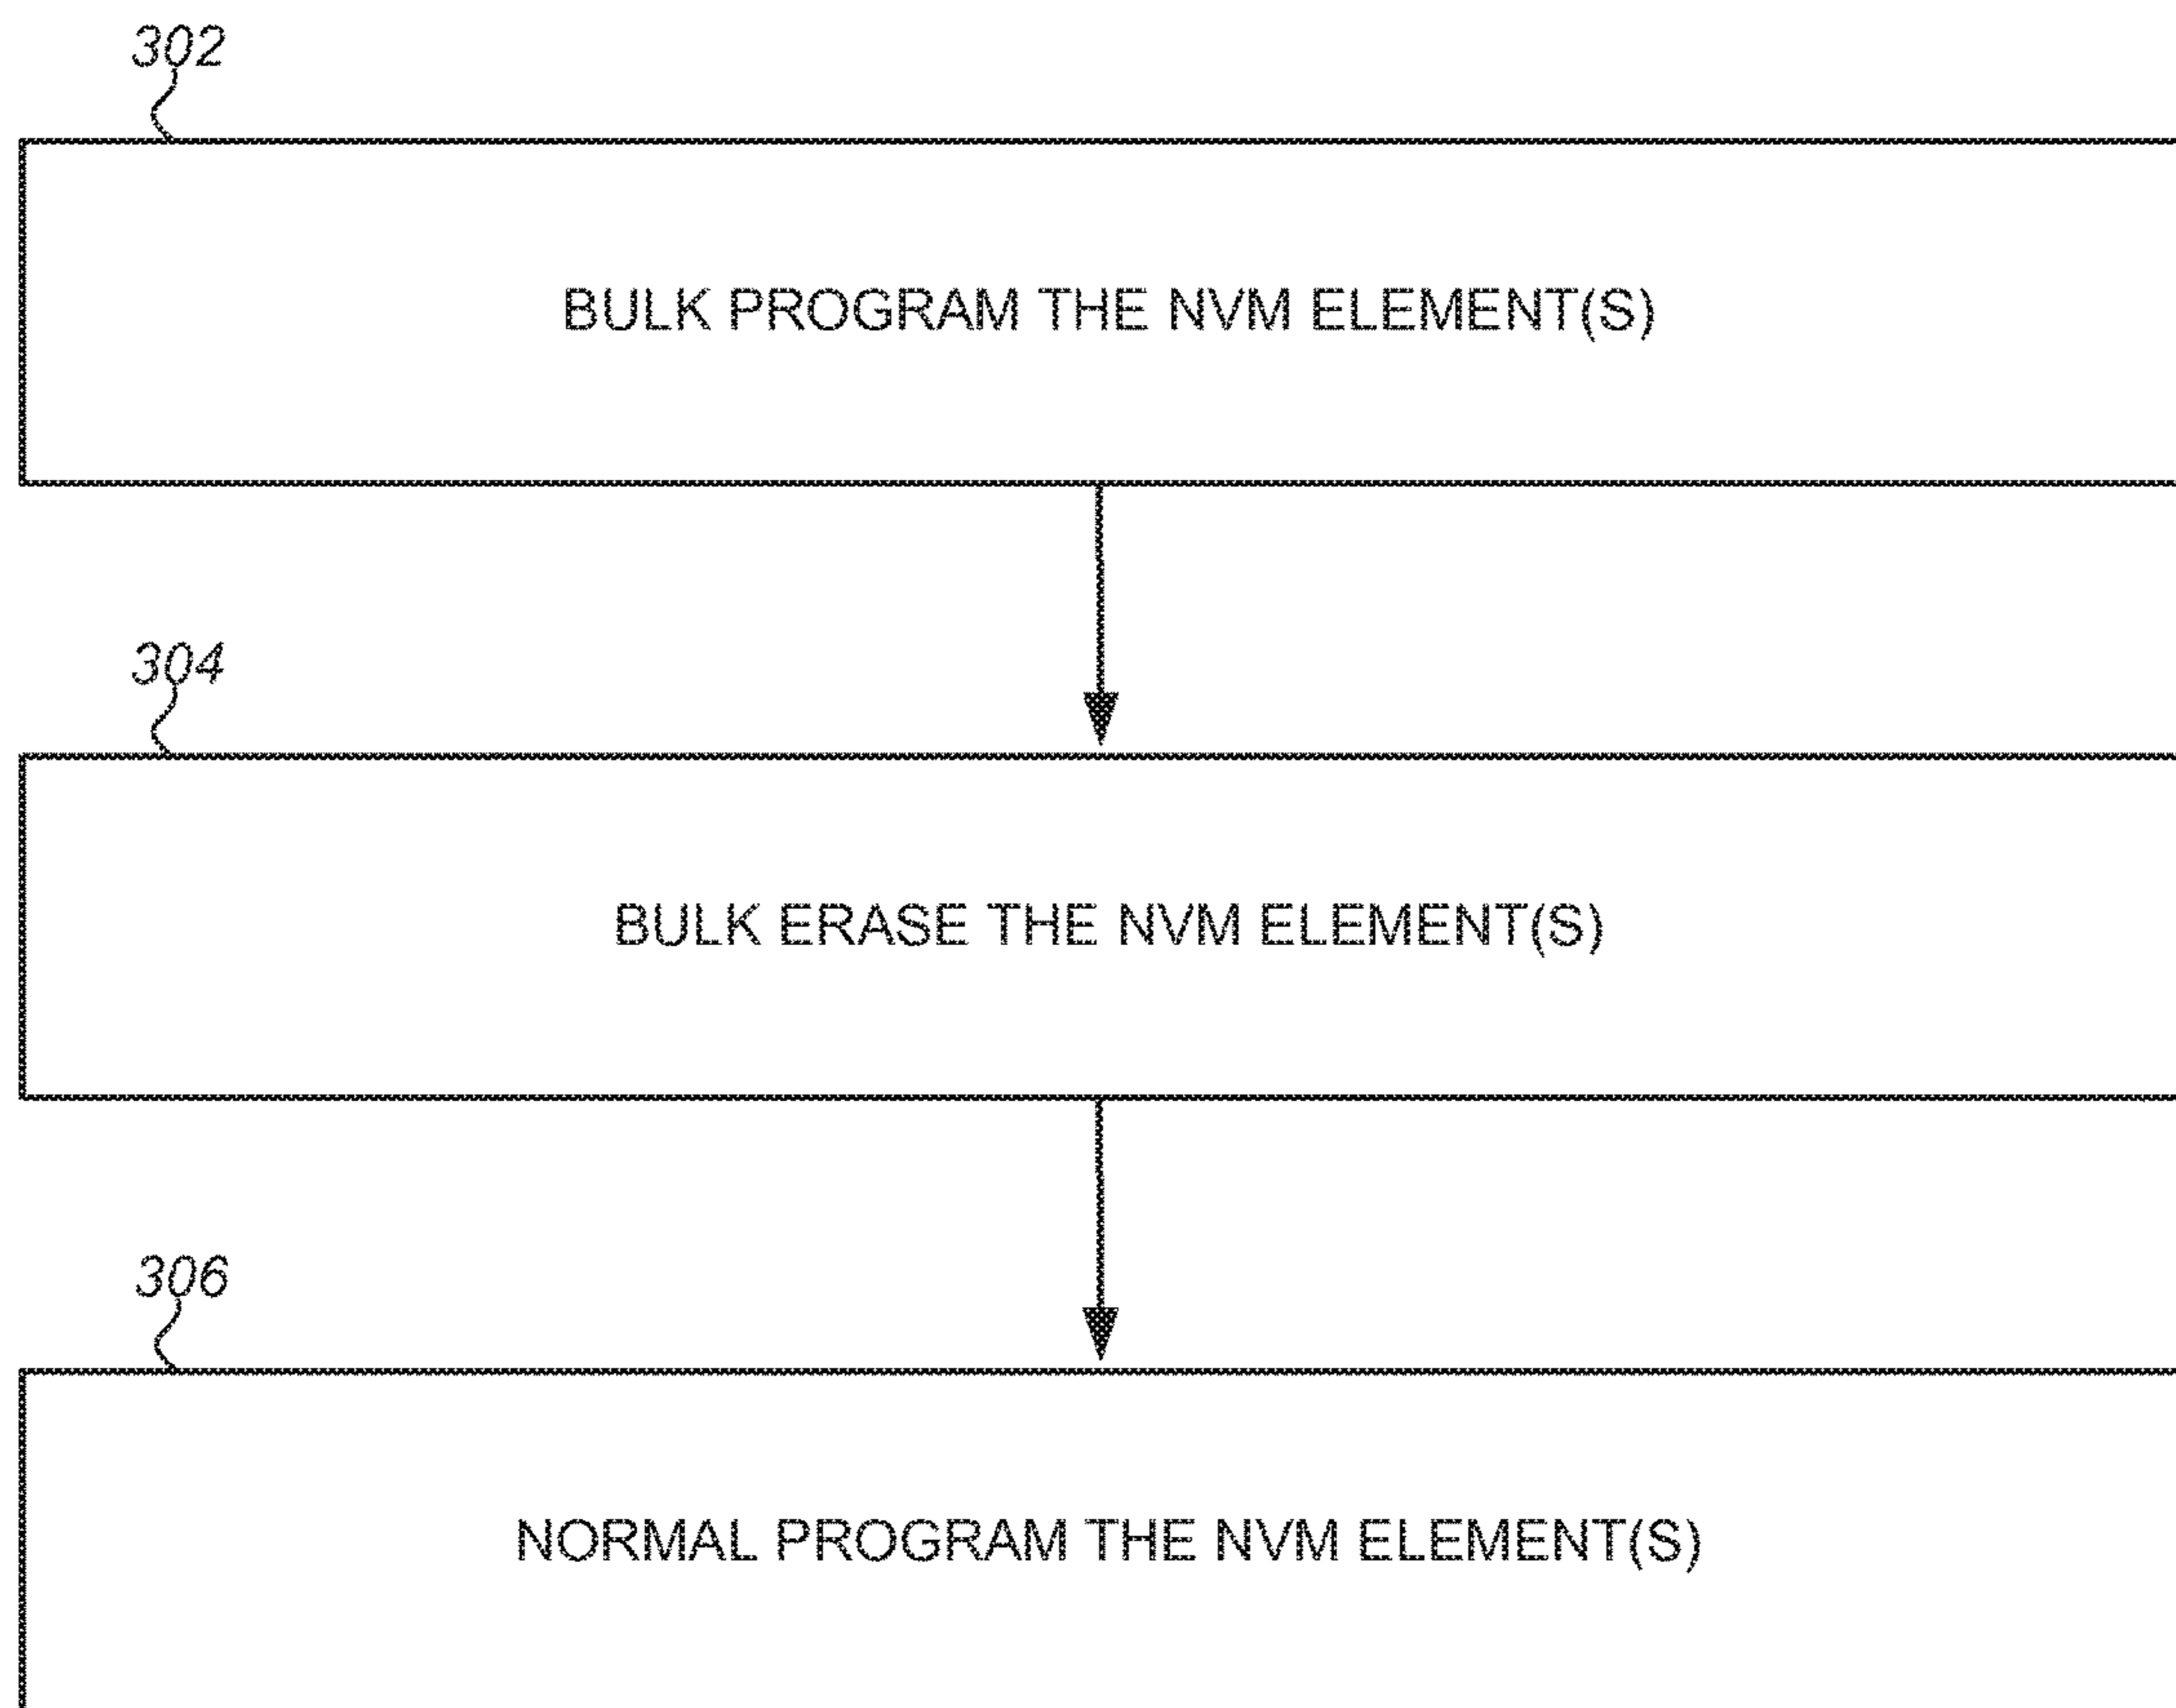 302
BULK PROGRAM THE NVM ELEMENT(S)
304
BULK ERASE THE NVM ELEMENT(S)
306
NORMAL PROGRAM THE NVM ELEMENT(S)